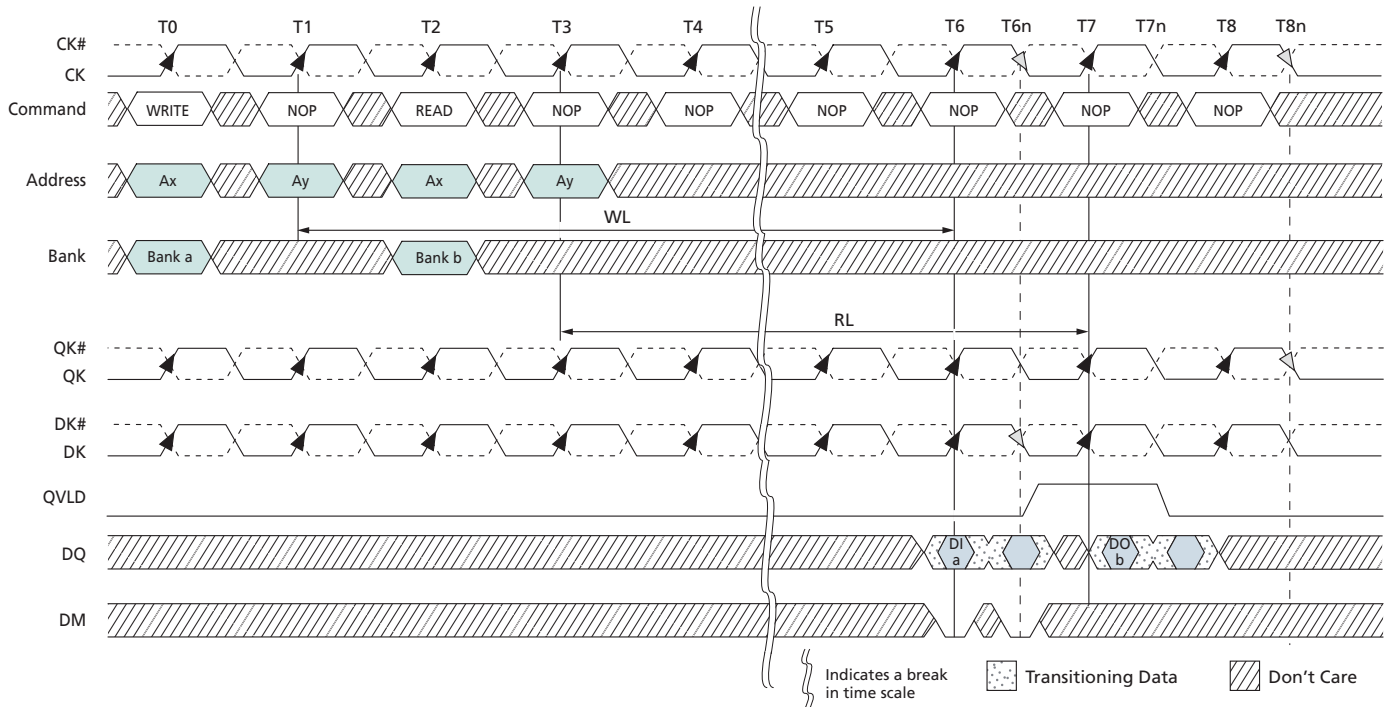 T0 T1 T2 T3 T4 T5 T6 T6n T7 T7n T8 T8n
CK#
CK
Command WRITE NOP READ NOP NOP NOP NOP NOP NOP
Address Ax Ay Ax Ay
WL
Bank Bank a Bank b
RL
QK#
QK
DK#
DK
QVLD
DQ DI a DO b
DM
Indicates a break in time scale
Transitioning Data
Don't Care